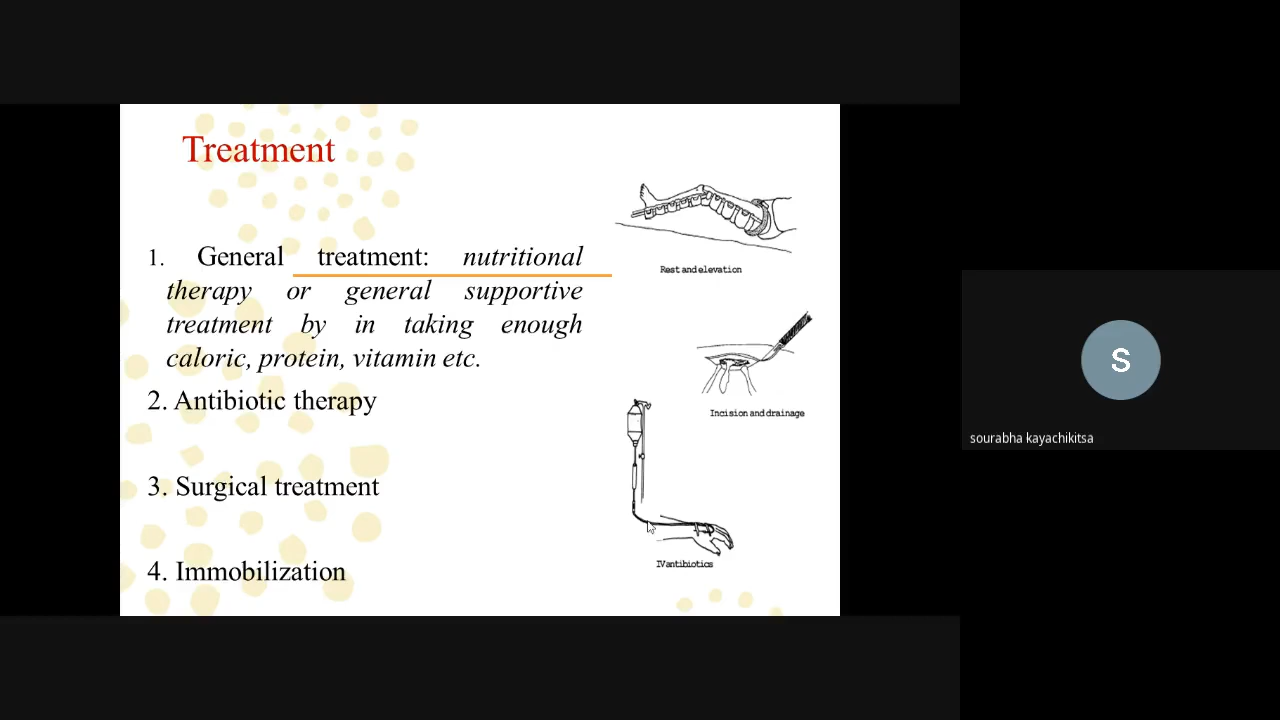 Treatment
1. General treatment: nutritional
therapy or general supportive
treatment by in taking enough
caloric, protein, vitamin etc.
2. Antibiotic therapy
3. Surgical treatment
4. Immobilization
Rest and elevation
Incision and drainage
IV antibiotics
S
sourabha kayachikitsa